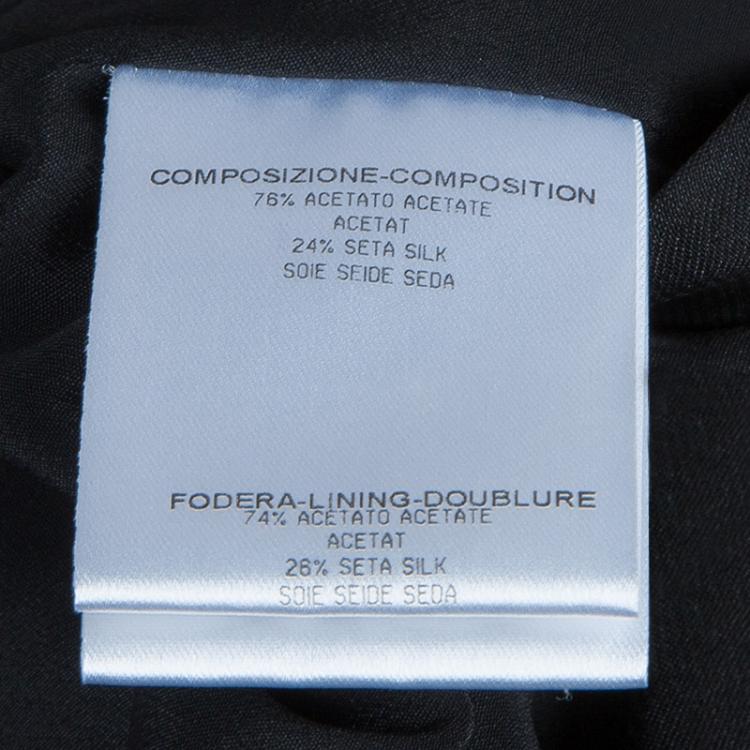 COMPOSIZIONE-COMPOSITION
76% ACETATO ACETATE
ACETAT
24% SETA SILK
SOIE SEIDE SEDA
FODERA-LINING-DOUBLURE
74% ACETATO ACETATE
ACETAT
26% SETA SILK
SOIE SEIDE SEDA